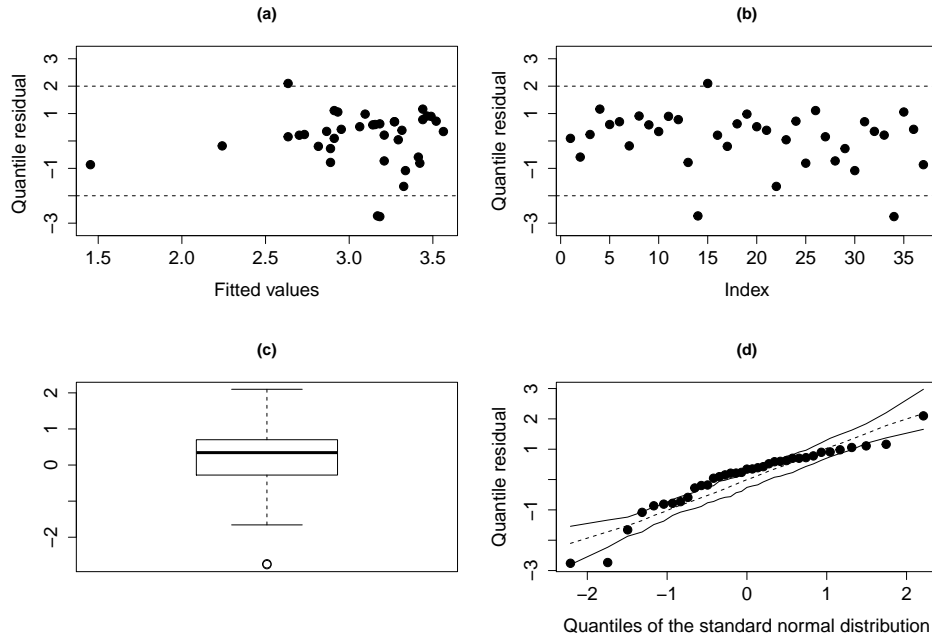 (a)
Quantile residual
3
2
1
-1
-3
1.5 2.0 2.5 3.0 3.5
Fitted values
(b)
Quantile residual
3
2
1
-1
-3
0 5 10 15 20 25 30 35
Index
(c)
2
0
-2
(d)
Quantile residual
3
2
1
-1
-3
-2 -1 0 1 2
Quantiles of the standard normal distribution